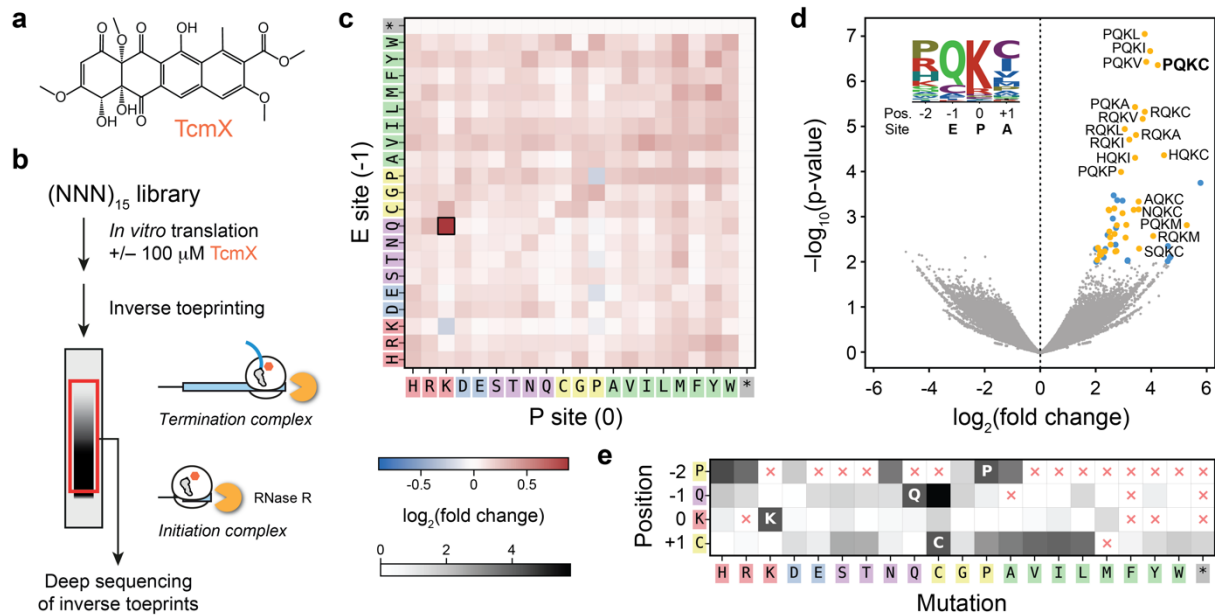 a
O
O
O
O
OH
O
O
O
O
O
OH
OH
O
O
TcmX
b
(NNN)15 library
In vitro translation
+/– 100 μM TcmX
Inverse toeprinting
Termination complex
RNase R
Initiation complex
Deep sequencing
of inverse toeprints
c
E site (-1)
*
W
Y
F
M
L
I
V
A
P
G
C
Q
N
T
S
E
D
K
R
H
H R K D E S T N Q C G P A V I L M F Y W *
P site (0)
-0.5 0 0.5
log2(fold change)
0 2 4
d
–log10(p-value)
7
6
5
4
3
2
1
0
-6 -4 -2 0 2 4 6
log2(fold change)
Pos. -2 -1 0 +1
Site E P A
PQKL
PQKI
PQKV
PQKC
PQKA
RQKC
RQKV
RQKL
RQKA
RQKI
HQKI
HQKC
PQKP
AQKC
NQKC
PQKM
RQKM
SQKC
e
Position
-2 P P
-1 Q Q
0 K K
+1 C C
H R K D E S T N Q C G P A V I L M F Y W *
Mutation